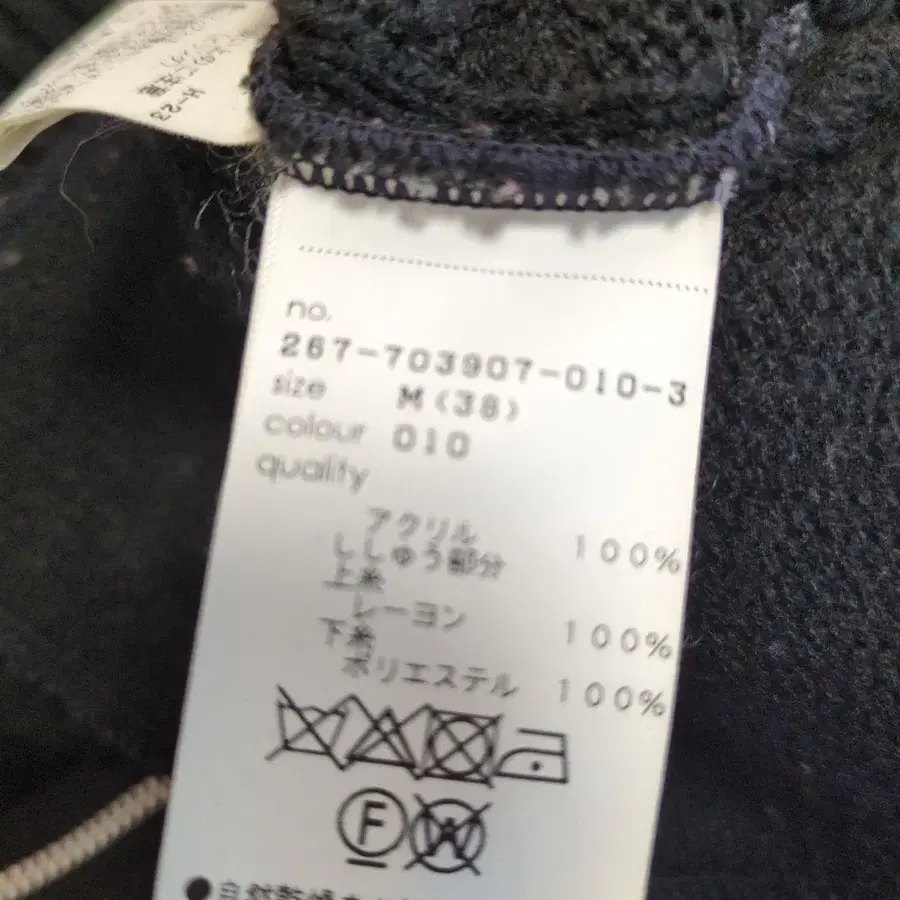 H-23
no.
267-703907-010-3
size M(38)
colour 010
quality
アクリル 100%
ししゅう部分
上糸
レーヨン 100%
下糸
ポリエステル 100%
F
W